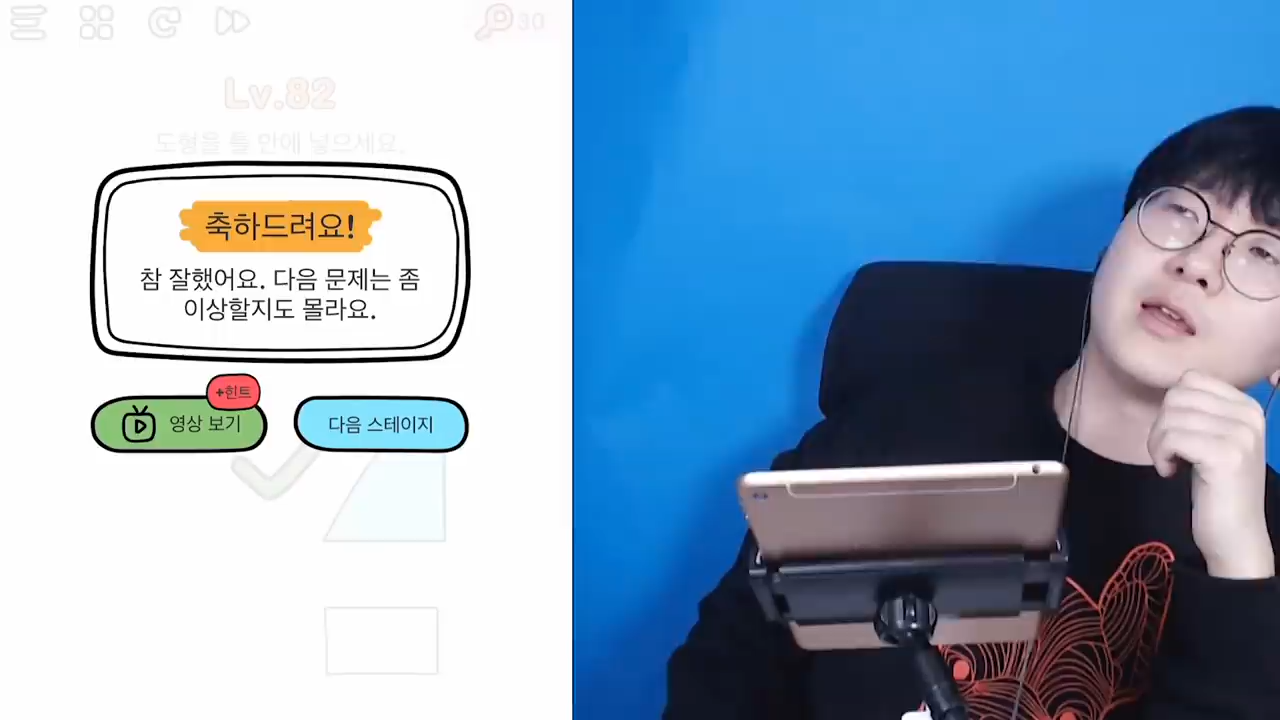 30
Lv.82
도형을 틀 안에 넣으세요.
축하드려요!
참 잘했어요. 다음 문제는 좀
이상할지도 몰라요.
+힌트
영상 보기
다음 스테이지